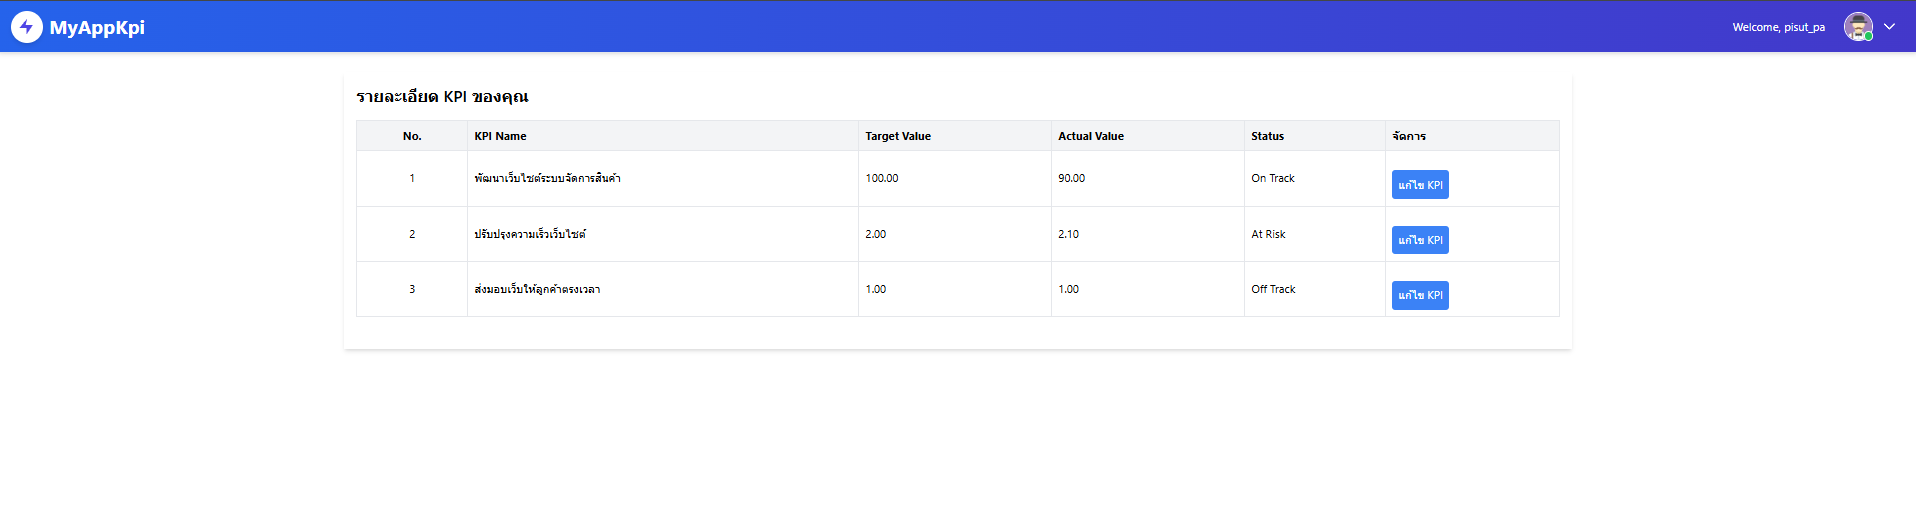 MyAppKpi
Welcome, pisut_pa
รายละเอียด KPI ของคุณ
No. KPI Name Target Value Actual Value Status จัดการ
1 พัฒนาเว็บไซต์ระบบจัดการสินค้า 100.00 90.00 On Track แก้ไข KPI
2 ปรับปรุงความเร็วเว็บไซต์ 2.00 2.10 At Risk แก้ไข KPI
3 ส่งมอบเว็บให้ลูกค้าตรงเวลา 1.00 1.00 Off Track แก้ไข KPI